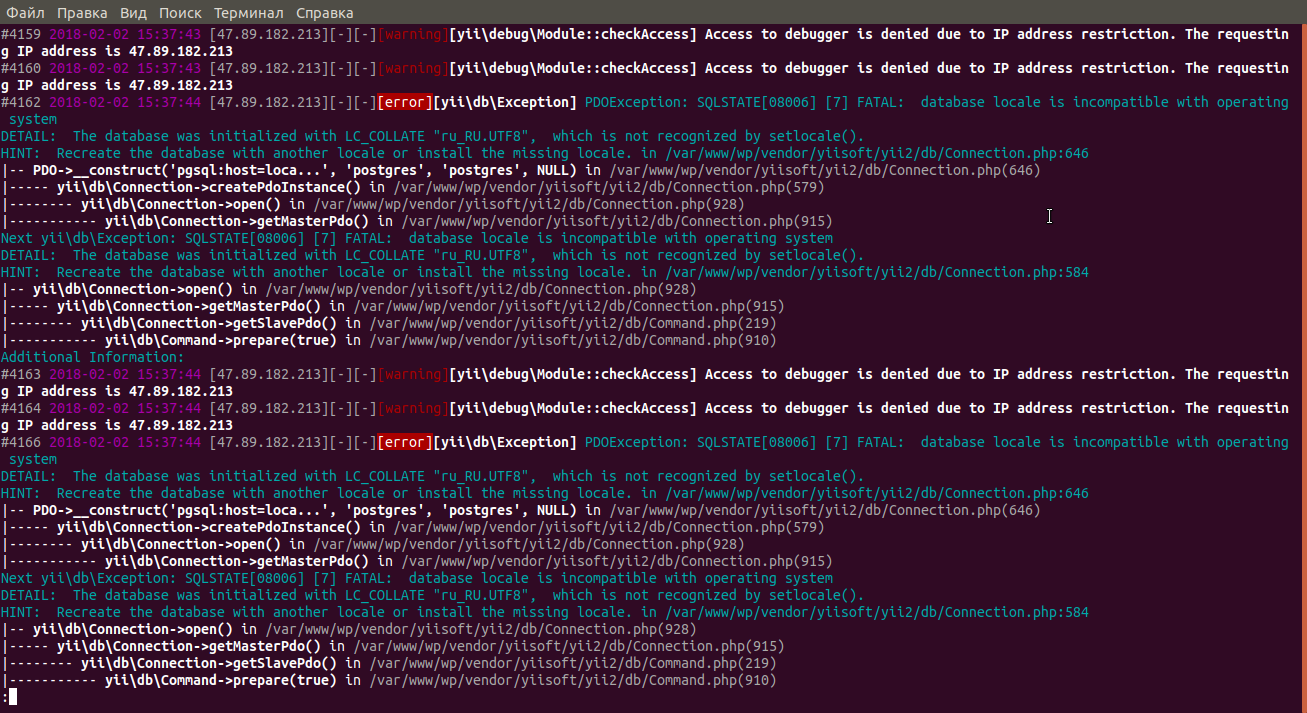 Файл Правка Вид Поиск Терминал Справка
#4159 2018-02-02 15:37:43 [47.89.182.213][-][-][warning][yii\debug\Module::checkAccess] Access to debugger is denied due to IP address restriction. The requestin
g IP address is 47.89.182.213
#4160 2018-02-02 15:37:43 [47.89.182.213][-][-][warning][yii\debug\Module::checkAccess] Access to debugger is denied due to IP address restriction. The requestin
g IP address is 47.89.182.213
#4162 2018-02-02 15:37:44 [47.89.182.213][-][-][error][yii\db\Exception] PDOException: SQLSTATE[08006] [7] FATAL:  database locale is incompatible with operating
 system
DETAIL:  The database was initialized with LC_COLLATE "ru_RU.UTF8",  which is not recognized by setlocale().
HINT:  Recreate the database with another locale or install the missing locale. in /var/www/wp/vendor/yiisoft/yii2/db/Connection.php:646
|-- PDO->__construct('pgsql:host=loca...', 'postgres', 'postgres', NULL) in /var/www/wp/vendor/yiisoft/yii2/db/Connection.php(646)
|----- yii\db\Connection->createPdoInstance() in /var/www/wp/vendor/yiisoft/yii2/db/Connection.php(579)
|-------- yii\db\Connection->open() in /var/www/wp/vendor/yiisoft/yii2/db/Connection.php(928)
|----------- yii\db\Connection->getMasterPdo() in /var/www/wp/vendor/yiisoft/yii2/db/Connection.php(915)
Next yii\db\Exception: SQLSTATE[08006] [7] FATAL:  database locale is incompatible with operating system
DETAIL:  The database was initialized with LC_COLLATE "ru_RU.UTF8",  which is not recognized by setlocale().
HINT:  Recreate the database with another locale or install the missing locale. in /var/www/wp/vendor/yiisoft/yii2/db/Connection.php:584
|-- yii\db\Connection->open() in /var/www/wp/vendor/yiisoft/yii2/db/Connection.php(928)
|----- yii\db\Connection->getMasterPdo() in /var/www/wp/vendor/yiisoft/yii2/db/Connection.php(915)
|-------- yii\db\Connection->getSlavePdo() in /var/www/wp/vendor/yiisoft/yii2/db/Command.php(219)
|----------- yii\db\Command->prepare(true) in /var/www/wp/vendor/yiisoft/yii2/db/Command.php(910)
Additional Information:
#4163 2018-02-02 15:37:44 [47.89.182.213][-][-][warning][yii\debug\Module::checkAccess] Access to debugger is denied due to IP address restriction. The requestin
g IP address is 47.89.182.213
#4164 2018-02-02 15:37:44 [47.89.182.213][-][-][warning][yii\debug\Module::checkAccess] Access to debugger is denied due to IP address restriction. The requestin
g IP address is 47.89.182.213
#4166 2018-02-02 15:37:44 [47.89.182.213][-][-][error][yii\db\Exception] PDOException: SQLSTATE[08006] [7] FATAL:  database locale is incompatible with operating
 system
DETAIL:  The database was initialized with LC_COLLATE "ru_RU.UTF8",  which is not recognized by setlocale().
HINT:  Recreate the database with another locale or install the missing locale. in /var/www/wp/vendor/yiisoft/yii2/db/Connection.php:646
|-- PDO->__construct('pgsql:host=loca...', 'postgres', 'postgres', NULL) in /var/www/wp/vendor/yiisoft/yii2/db/Connection.php(646)
|----- yii\db\Connection->createPdoInstance() in /var/www/wp/vendor/yiisoft/yii2/db/Connection.php(579)
|-------- yii\db\Connection->open() in /var/www/wp/vendor/yiisoft/yii2/db/Connection.php(928)
|----------- yii\db\Connection->getMasterPdo() in /var/www/wp/vendor/yiisoft/yii2/db/Connection.php(915)
Next yii\db\Exception: SQLSTATE[08006] [7] FATAL:  database locale is incompatible with operating system
DETAIL:  The database was initialized with LC_COLLATE "ru_RU.UTF8",  which is not recognized by setlocale().
HINT:  Recreate the database with another locale or install the missing locale. in /var/www/wp/vendor/yiisoft/yii2/db/Connection.php:584
|-- yii\db\Connection->open() in /var/www/wp/vendor/yiisoft/yii2/db/Connection.php(928)
|----- yii\db\Connection->getMasterPdo() in /var/www/wp/vendor/yiisoft/yii2/db/Connection.php(915)
|-------- yii\db\Connection->getSlavePdo() in /var/www/wp/vendor/yiisoft/yii2/db/Command.php(219)
|----------- yii\db\Command->prepare(true) in /var/www/wp/vendor/yiisoft/yii2/db/Command.php(910)
: